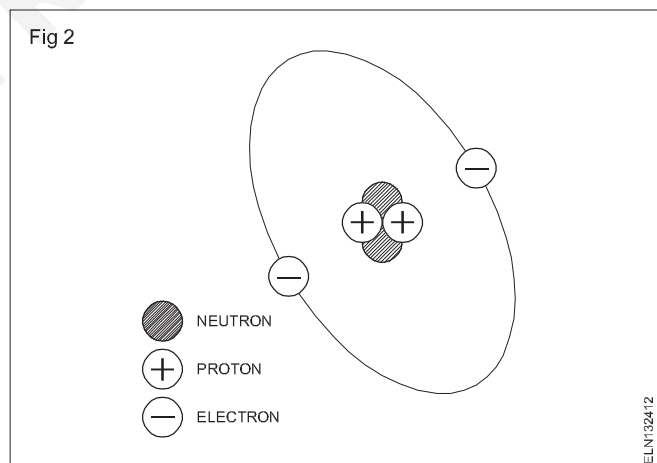 Fig 2
+ +
−
−
NEUTRON
+ PROTON
− ELECTRON
ELN132412